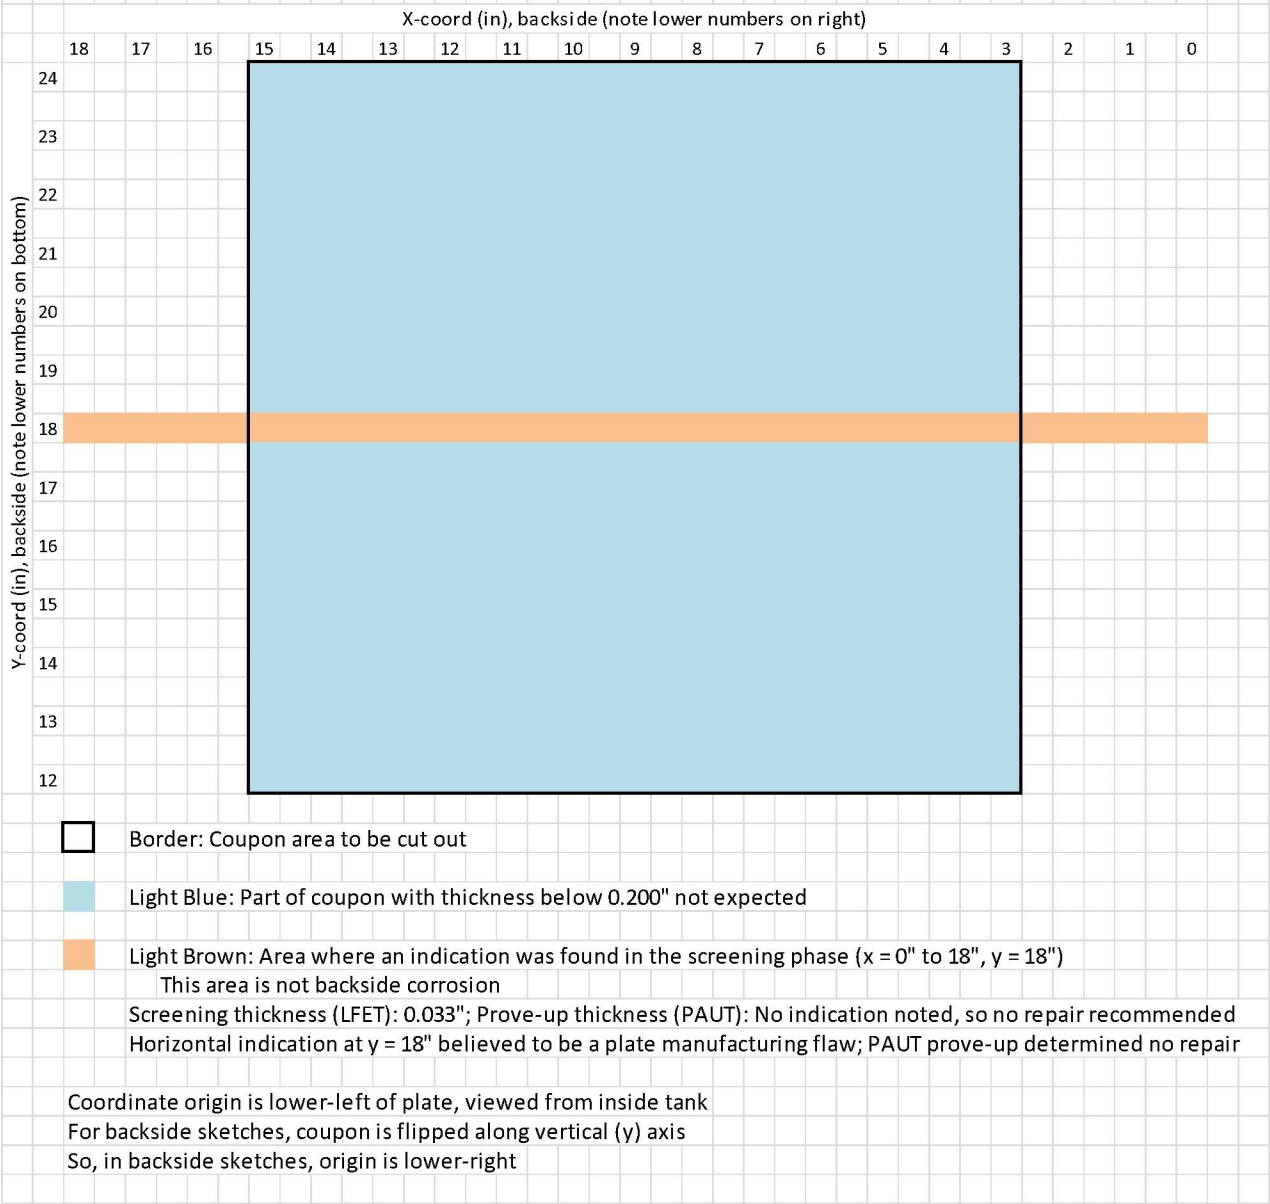 X-coord (in), backside (note lower numbers on right)
18 17 16 15 14 13 12 11 10 9 8 7 6 5 4 3 2 1 0
Y-coord (in), backside (note lower numbers on bottom)
24
23
22
21
20
19
18
17
16
15
14
13
12
Border: Coupon area to be cut out
Light Blue: Part of coupon with thickness below 0.200" not expected
Light Brown: Area where an indication was found in the screening phase (x = 0" to 18", y = 18")
This area is not backside corrosion
Screening thickness (LFET): 0.033"; Prove-up thickness (PAUT): No indication noted, so no repair recommended
Horizontal indication at y = 18" believed to be a plate manufacturing flaw; PAUT prove-up determined no repair
Coordinate origin is lower-left of plate, viewed from inside tank
For backside sketches, coupon is flipped along vertical (y) axis
So, in backside sketches, origin is lower-right